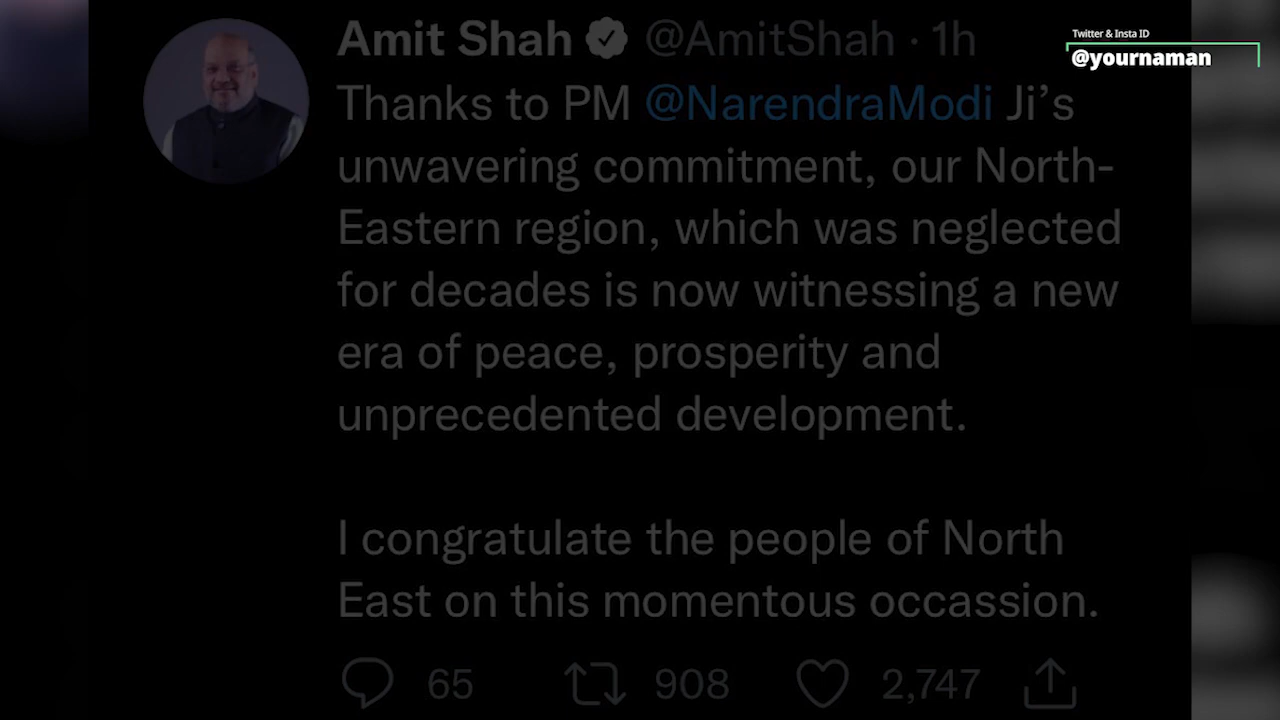 Amit Shah @AmitShah · 1h
Twitter & Insta ID
@yournaman
Thanks to PM @NarendraModi Ji’s
unwavering commitment, our North-
Eastern region, which was neglected
for decades is now witnessing a new
era of peace, prosperity and
unprecedented development.
I congratulate the people of North
East on this momentous occassion.
65 908 2,747